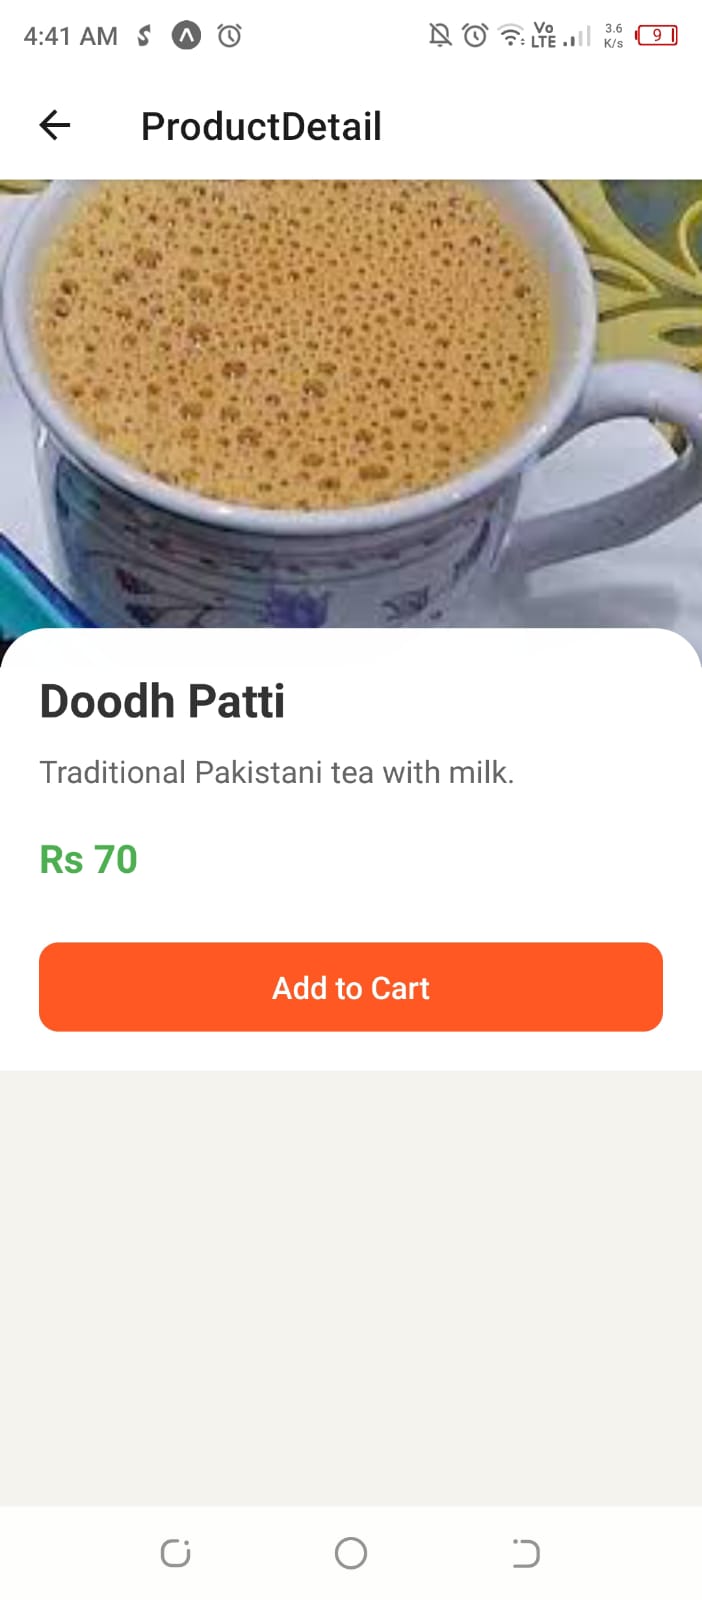 4:41 AM
Vo LTE
3.6 K/s
9
ProductDetail
Doodh Patti
Traditional Pakistani tea with milk.
Rs 70
Add to Cart